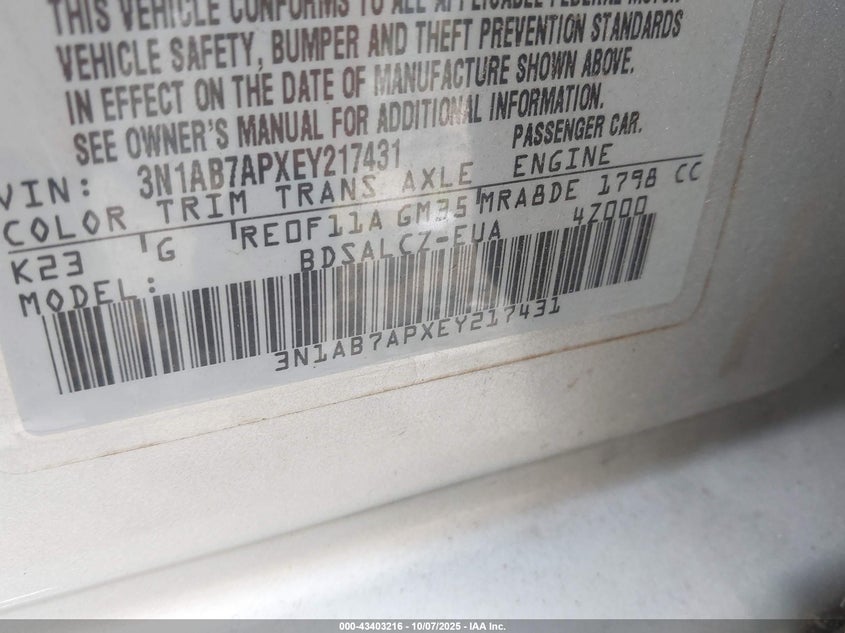 THIS VEHICLE CONFORMS TO ALL APPLICABLE FEDERAL MOTOR
VEHICLE SAFETY, BUMPER AND THEFT PREVENTION STANDARDS
IN EFFECT ON THE DATE OF MANUFACTURE SHOWN ABOVE.
SEE OWNER'S MANUAL FOR ADDITIONAL INFORMATION.
PASSENGER CAR.
VIN: 3N1AB7APXEY217431
COLOR TRIM TRANS AXLE ENGINE
K23 G RE0F11A GM35 MRA8DE 1798 CC
MODEL: BDSALCZ-EUA 4Z000
3N1AB7APXEY217431
000-43403216 - 10/07/2025 - IAA Inc.